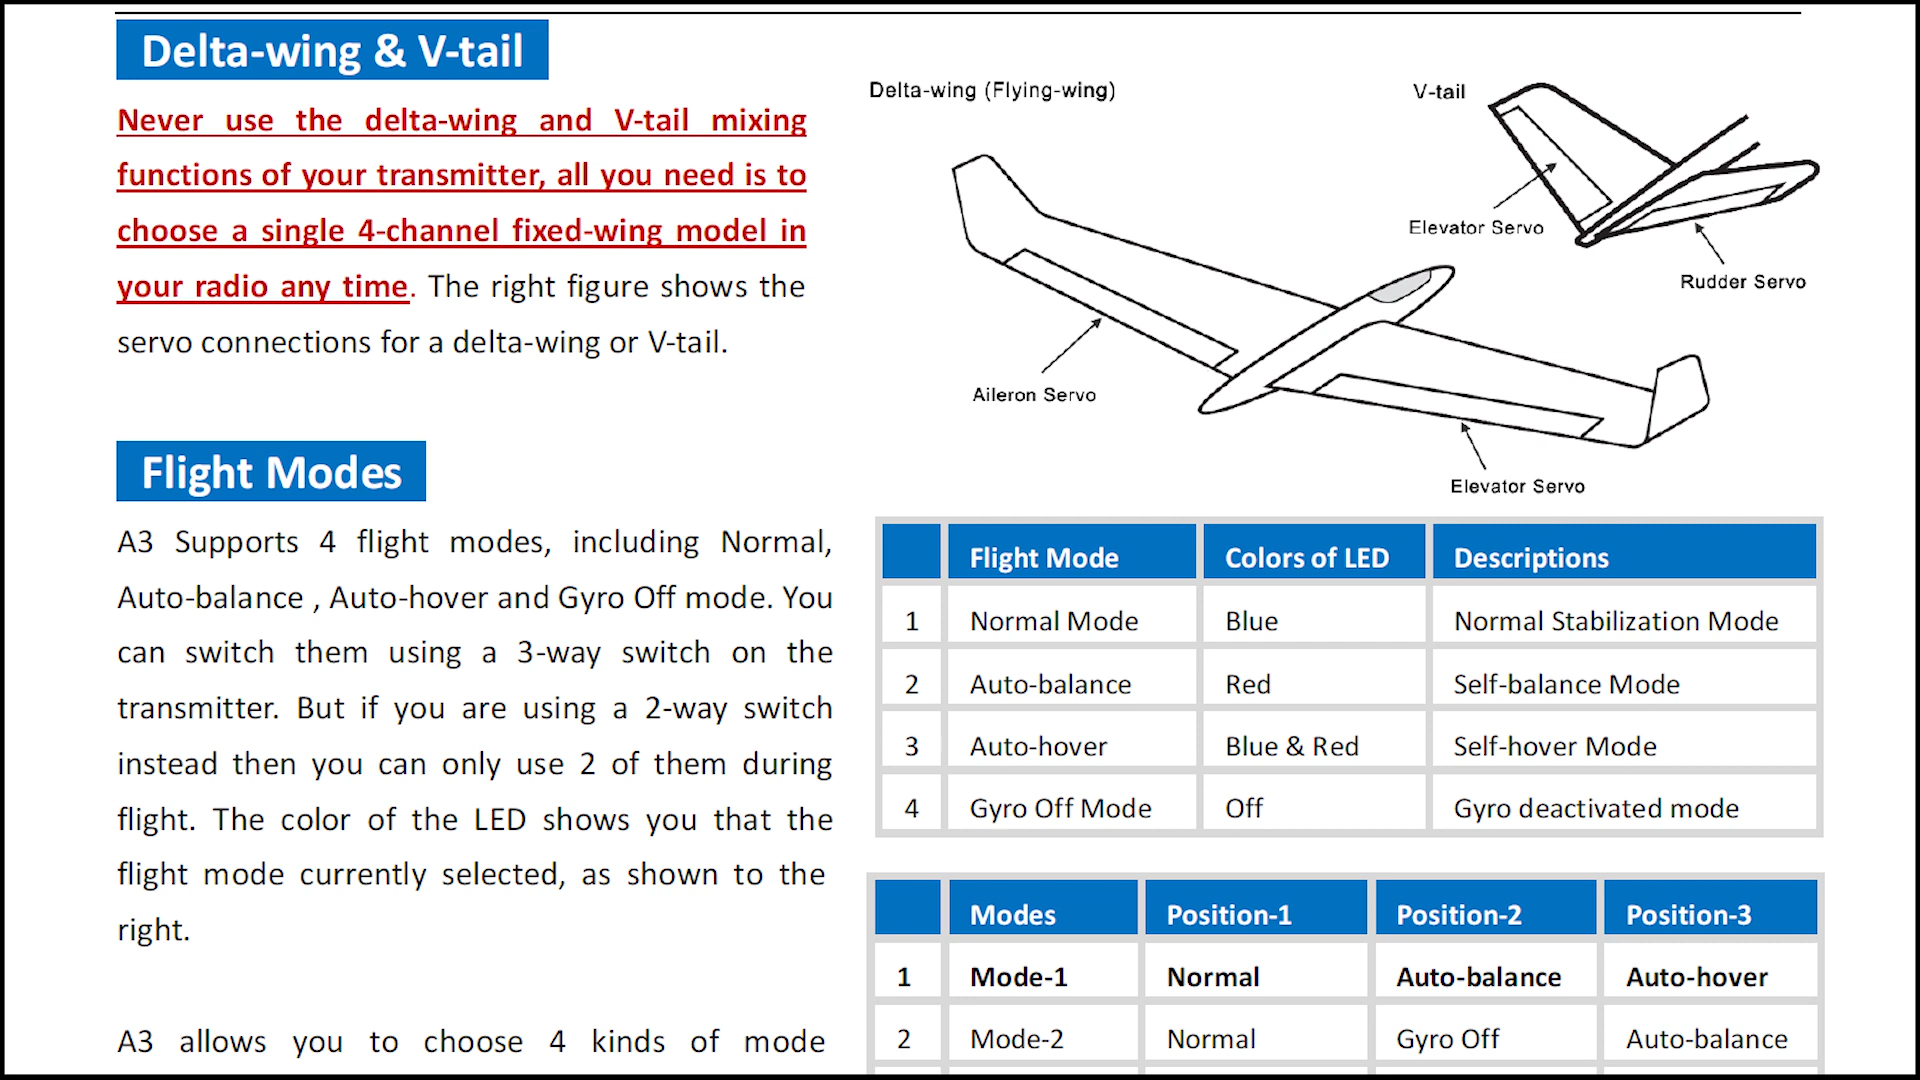 Delta-wing & V-tail
Never use the delta-wing and V-tail mixing
functions of your transmitter, all you need is to
choose a single 4-channel fixed-wing model in
your radio any time. The right figure shows the
servo connections for a delta-wing or V-tail.
Delta-wing (Flying-wing)
V-tail
Elevator Servo
Rudder Servo
Aileron Servo
Elevator Servo
Flight Modes
A3 Supports 4 flight modes, including Normal,
Auto-balance , Auto-hover and Gyro Off mode. You
can switch them using a 3-way switch on the
transmitter. But if you are using a 2-way switch
instead then you can only use 2 of them during
flight. The color of the LED shows you that the
flight mode currently selected, as shown to the
right.
A3 allows you to choose 4 kinds of mode
Flight Mode Colors of LED Descriptions
1 Normal Mode Blue Normal Stabilization Mode
2 Auto-balance Red Self-balance Mode
3 Auto-hover Blue & Red Self-hover Mode
4 Gyro Off Mode Off Gyro deactivated mode
Modes Position-1 Position-2 Position-3
1 Mode-1 Normal Auto-balance Auto-hover
2 Mode-2 Normal Gyro Off Auto-balance